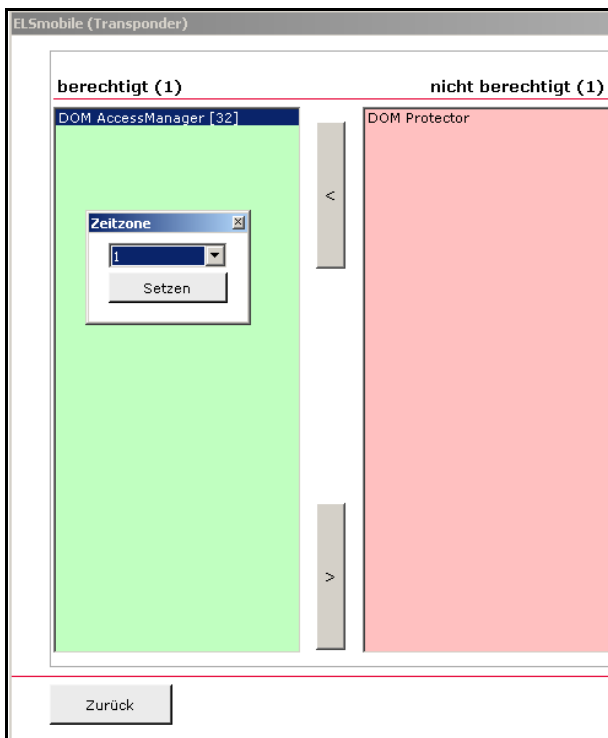 ELSmobile (Transponder)
berechtigt (1)
nicht berechtigt (1)
DOM AccessManager [32]
DOM Protector
<
Zeitzone
1
Setzen
>
Zurück